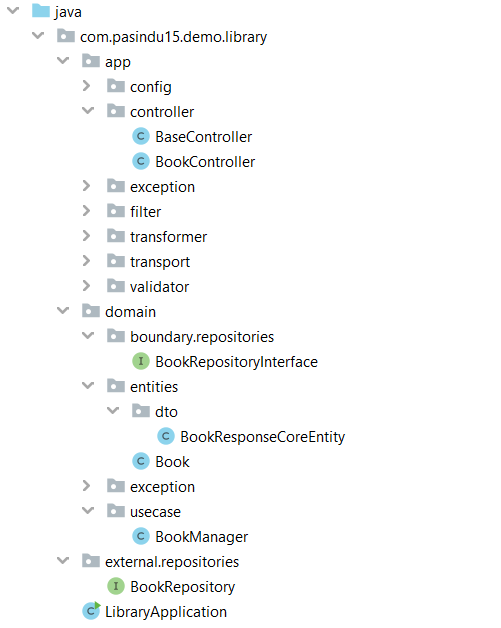 java
com.pasindu15.demo.library
app
config
controller
C BaseController
C BookController
exception
filter
transformer
transport
validator
domain
boundary.repositories
I BookRepositoryInterface
entities
dto
C BookResponseCoreEntity
C Book
exception
usecase
C BookManager
external.repositories
I BookRepository
C LibraryApplication